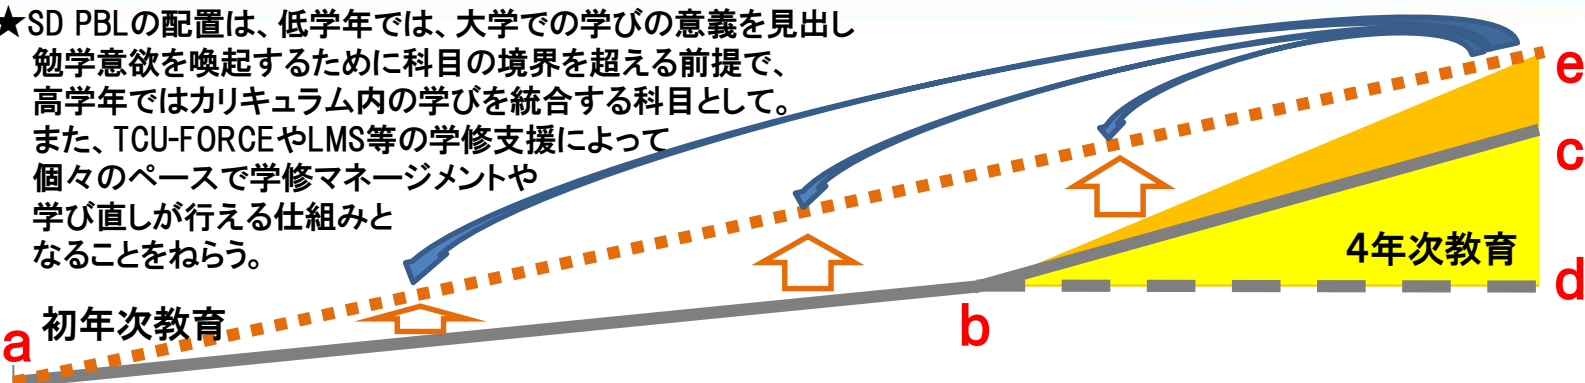 ★SD PBLの配置は、低学年では、大学での学びの意義を見出し
勉学意欲を喚起するために科目の境界を超える前提で、
高学年ではカリキュラム内の学びを統合する科目として。
また、TCU-FORCEやLMS等の学修支援によって
個々のペースで学修マネージメントや
学び直しが行える仕組みと
なることをねらう。
e
c
4年次教育
d
初年次教育
b
a